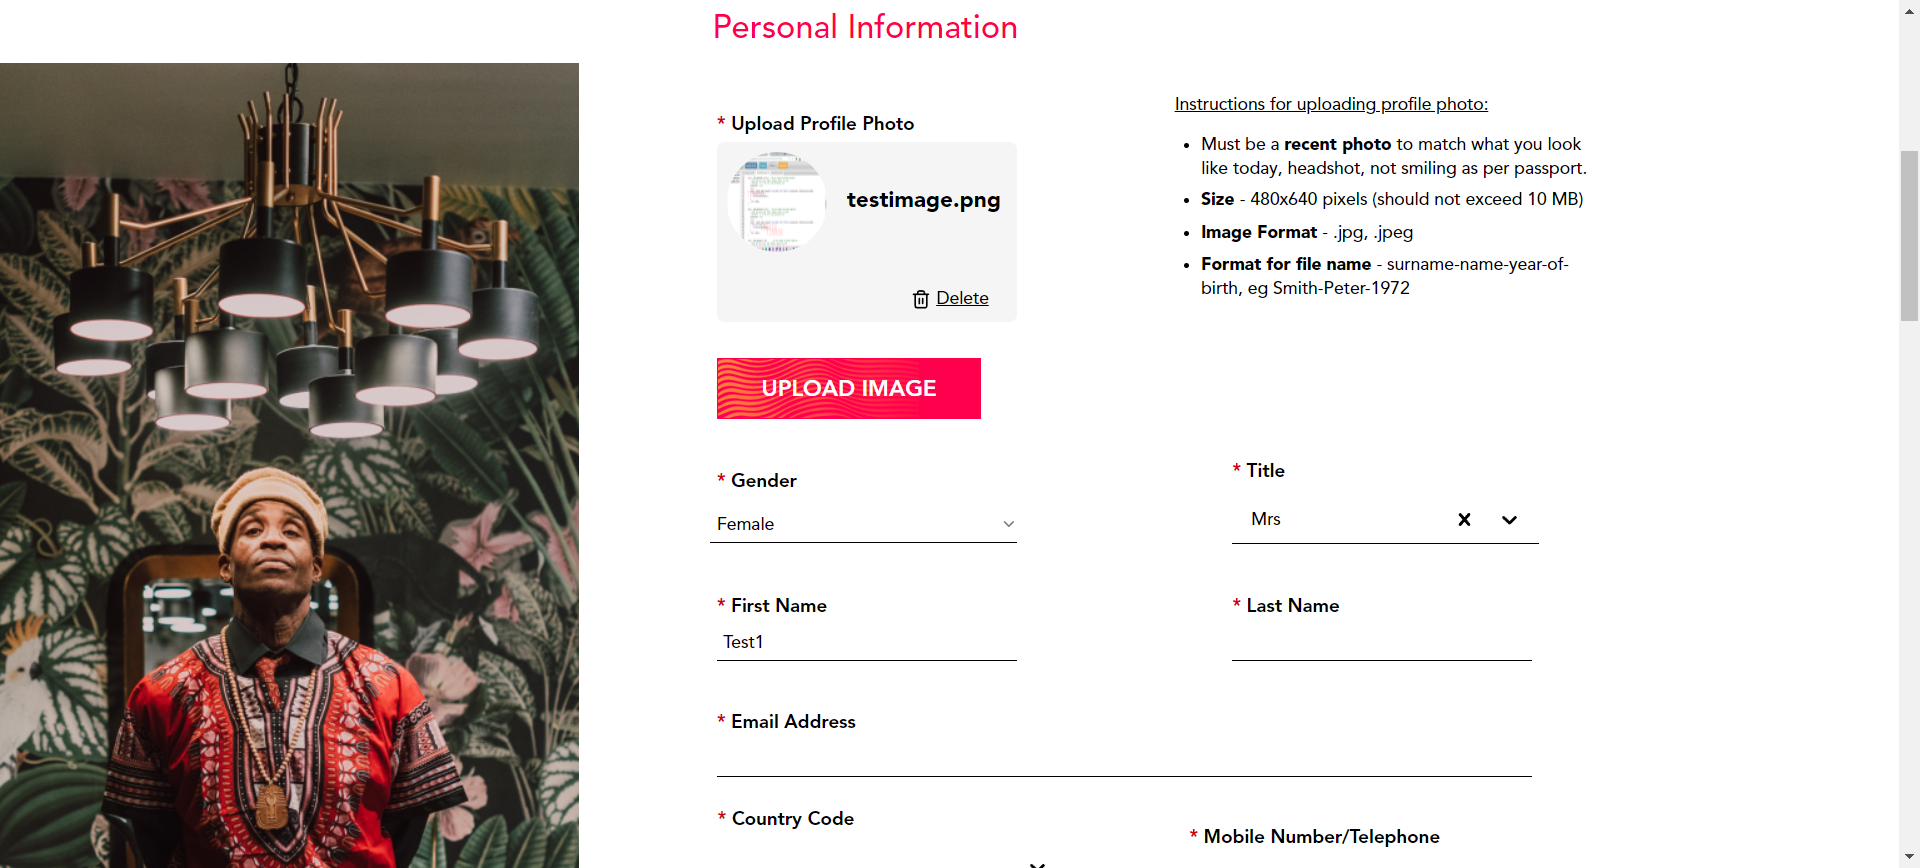 Personal Information
* Upload Profile Photo
testimage.png
Delete
UPLOAD IMAGE
Instructions for uploading profile photo:
Must be a recent photo to match what you look
like today, headshot, not smiling as per passport.
Size - 480x640 pixels (should not exceed 10 MB)
Image Format - .jpg, .jpeg
Format for file name - surname-name-year-of-
birth, eg Smith-Peter-1972
* Gender
Female
* Title
Mrs
* First Name
Test1
* Last Name
* Email Address
* Country Code
* Mobile Number/Telephone